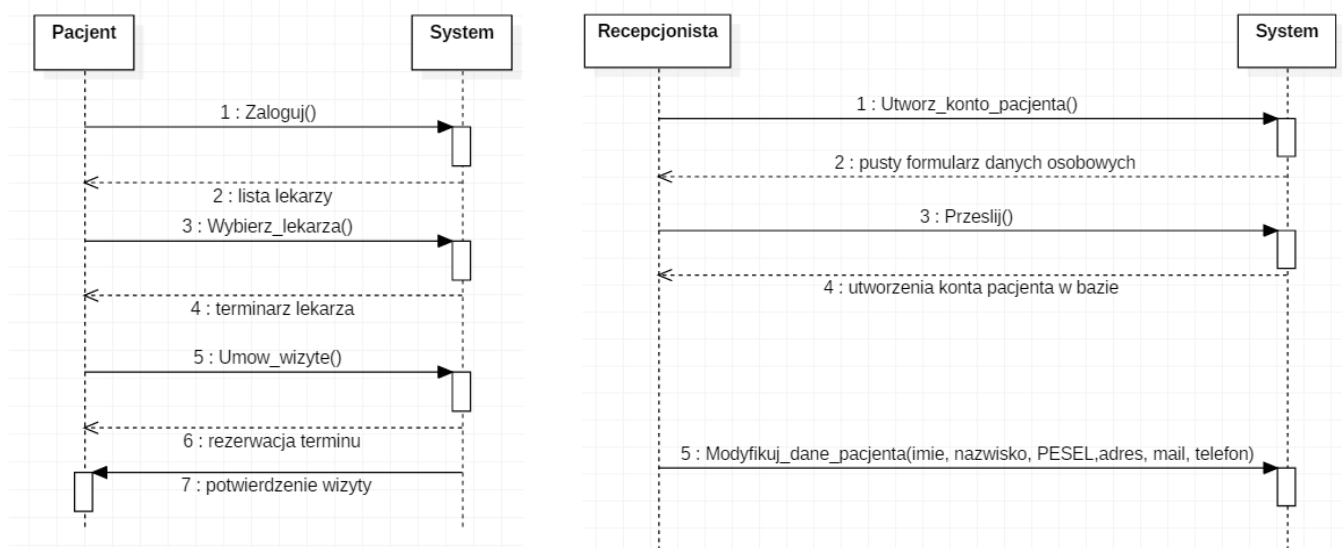 Pacjent
System
1 : Zaloguj()
2 : lista lekarzy
3 : Wybierz_lekarza()
4 : terminarz lekarza
5 : Umow_wizyte()
6 : rezerwacja terminu
7 : potwierdzenie wizyty
Recepcjonista
System
1 : Utworz_konto_pacjenta()
2 : pusty formularz danych osobowych
3 : Przeslij()
4 : utworzenia konta pacjenta w bazie
5 : Modyfikuj_dane_pacjenta(imie, nazwisko, PESEL,adres, mail, telefon)